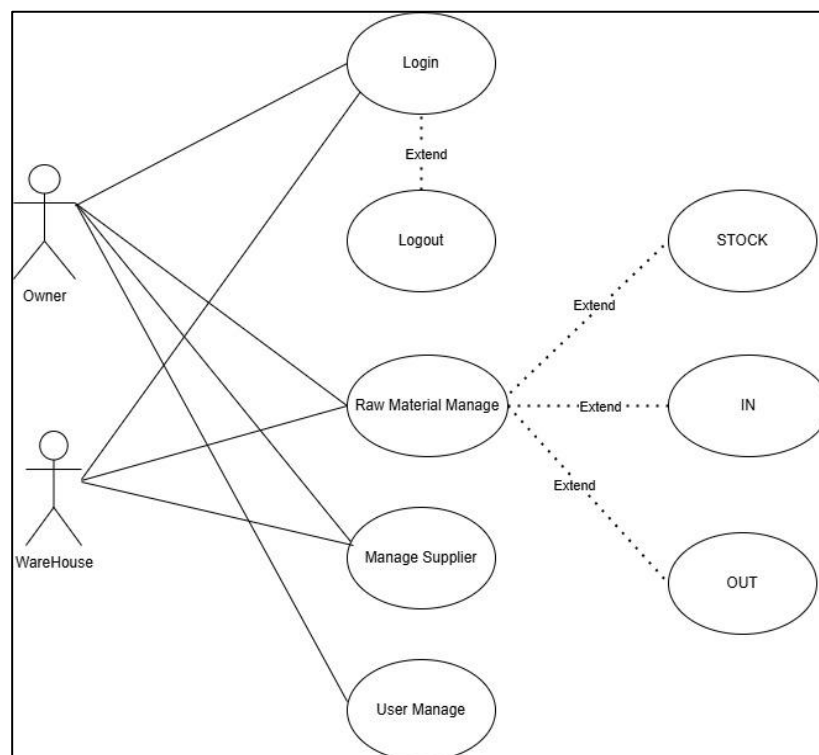 Login
Extend
Logout
STOCK
Owner
Extend
Raw Material Manage
Extend
IN
WareHouse
Extend
Manage Supplier
OUT
User Manage